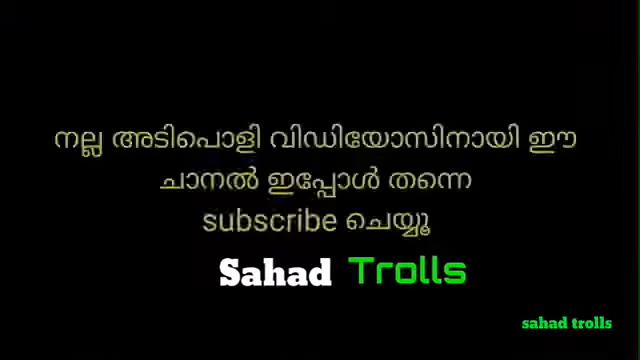 നല്ല അടിപൊളി വിഡിയോസിനായി ഈ
ചാനൽ ഇപ്പോൾ തന്നെ
subscribe ചെയ്യൂ
Sahad Trolls
sahad trolls